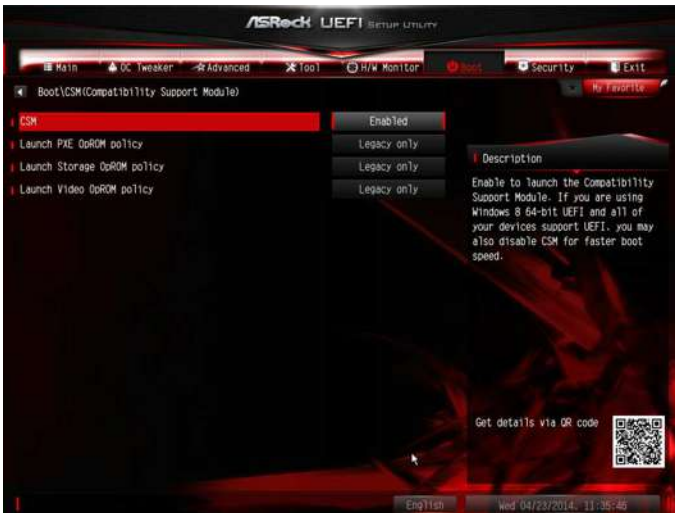 ASRock UEFI SETUP UTILITY
Main OC Tweaker Advanced Tool H/W Monitor Boot Security Exit
Boot\CSM(Compatibility Support Module)
My Favorite
CSM Enabled
Launch PXE OpROM policy Legacy only
Launch Storage OpROM policy Legacy only
Launch Video OpROM policy Legacy only
Description
Enable to launch the Compatibility
Support Module. If you are using
Windows 8 64-bit UEFI and all of
your devices support UEFI. you may
also disable CSM for faster boot
speed.
Get details via QR code
English Wed 04/23/2014. 11:35:46